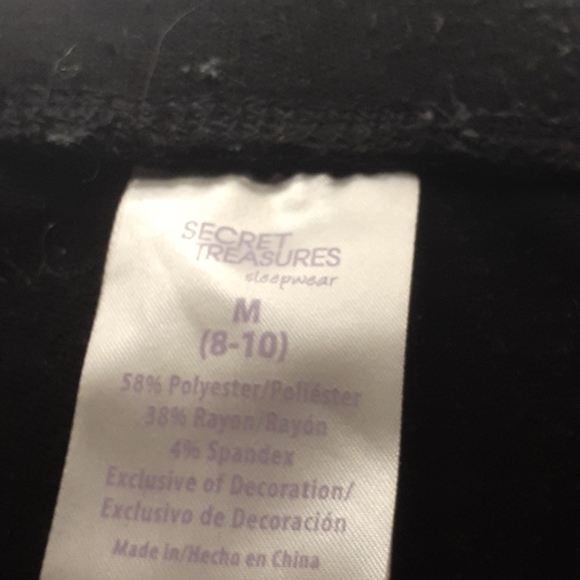 SECRET
TREASURES
sleepwear
M
(8-10)
58% Polyester/Poliéster
38% Rayon/Rayón
4% Spandex
Exclusive of Decoration/
Exclusivo de Decoración
Made in/Hecho en China